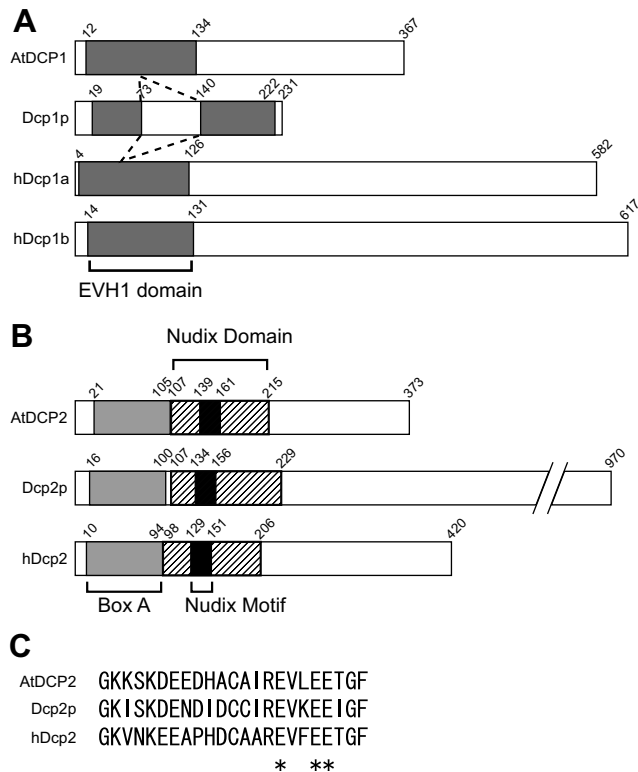 A
12 134 367
AtDCP1
19 73 140 222 231
Dcp1p
4 126 582
hDcp1a
14 131 617
hDcp1b
EVH1 domain
B
Nudix Domain
21 105 107 139 161 215 373
AtDCP2
16 100 107 134 156 229 970
Dcp2p
10 94 98 129 151 206 420
hDcp2
Box A Nudix Motif
C
AtDCP2 GKKSKDEEDHACAIREVLEETGF
Dcp2p GKISKDENDIDCCIREVKEEIGF
hDcp2 GKVNKEEAPHDCAAREVFEETGF
* **